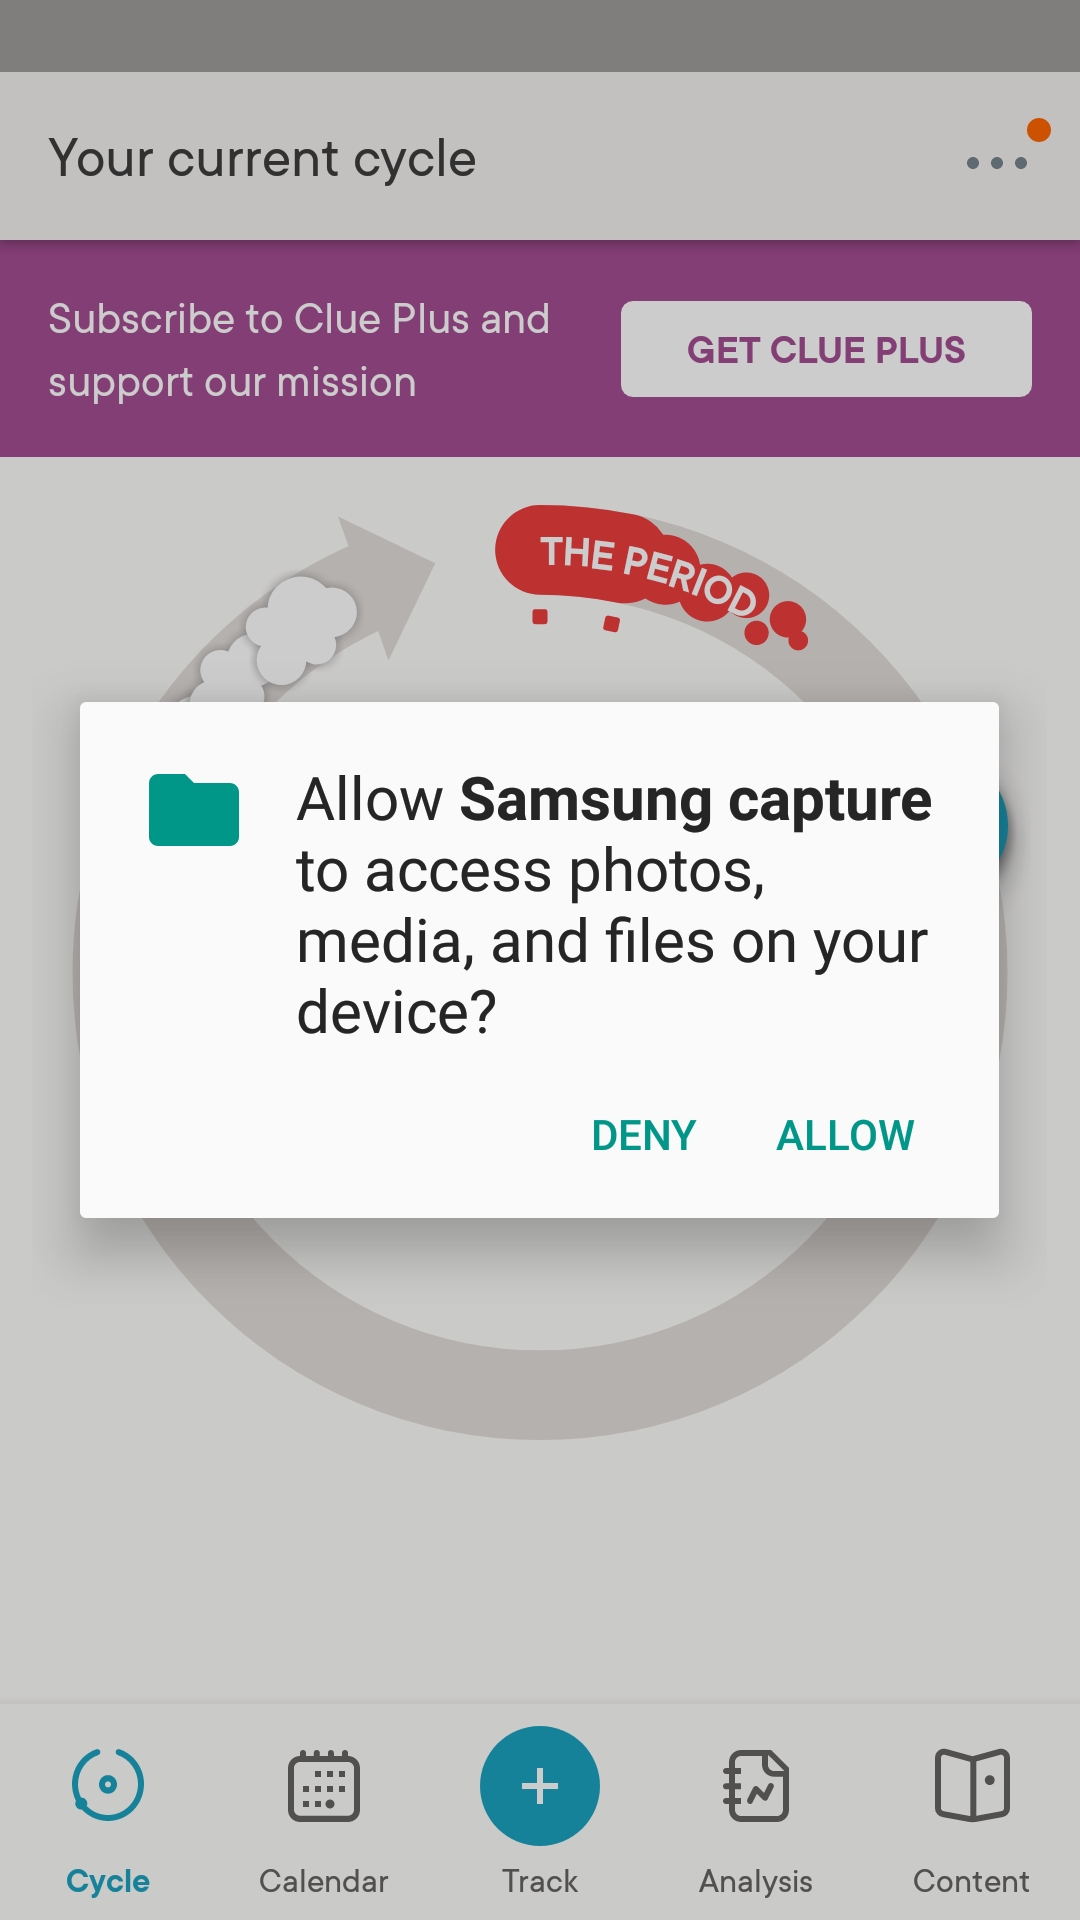 Your current cycle
Subscribe to Clue Plus and
support our mission
GET CLUE PLUS
THE PERIOD
Allow Samsung capture
to access photos,
media, and files on your
device?
DENY
ALLOW
Cycle
Calendar
Track
Analysis
Content